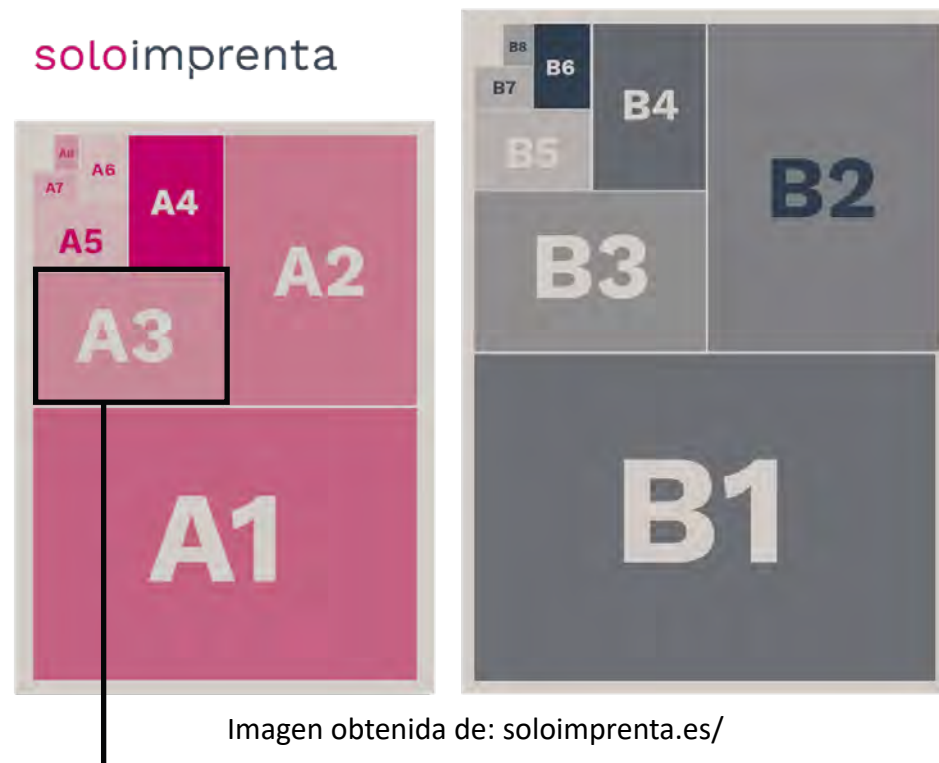 soloimprenta
A8
A6
A7
A4
A5
A2
A3
A1
B8
B6
B7
B4
B5
B2
B3
B1
Imagen obtenida de: soloimprenta.es/